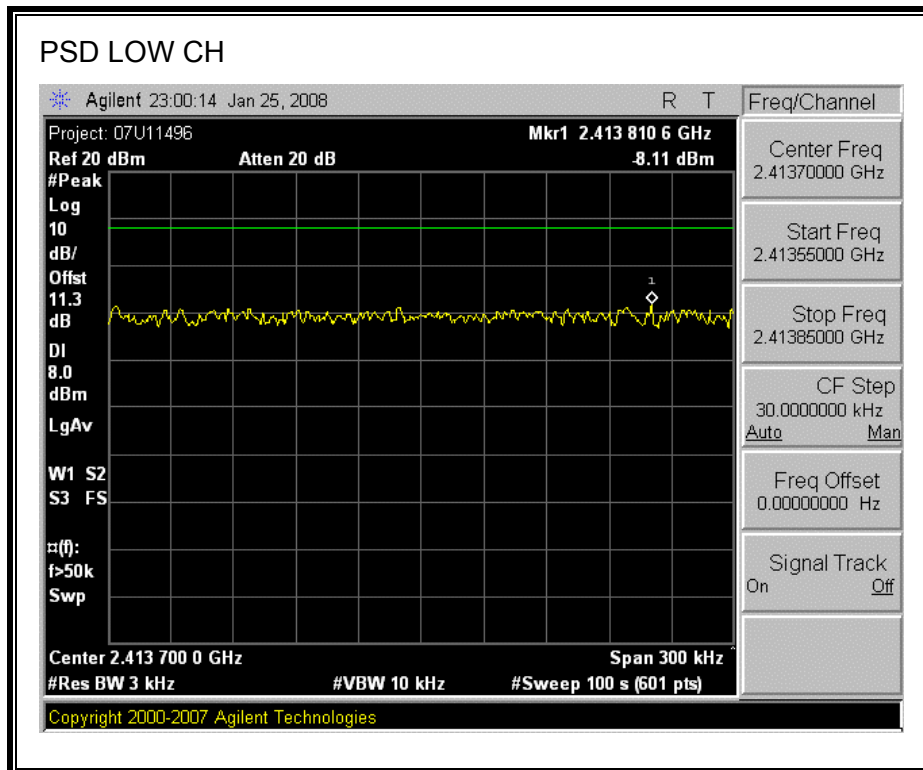 PSD LOW CH
Agilent 23:00:14 Jan 25, 2008 R T
Project: 07U11496 Mkr1 2.413 810 6 GHz
Ref 20 dBm Atten 20 dB -8.11 dBm
#Peak
Log
10
dB/
Offst
11.3
dB
DI
8.0
dBm
LgAv
W1 S2
S3 FS
¤(f):
f>50k
Swp
1
Center 2.413 700 0 GHz Span 300 kHz
#Res BW 3 kHz #VBW 10 kHz #Sweep 100 s (601 pts)
Copyright 2000-2007 Agilent Technologies
Freq/Channel
Center Freq
2.41370000 GHz
Start Freq
2.41355000 GHz
Stop Freq
2.41385000 GHz
CF Step
30.0000000 kHz
Auto Man
Freq Offset
0.00000000 Hz
Signal Track
On Off